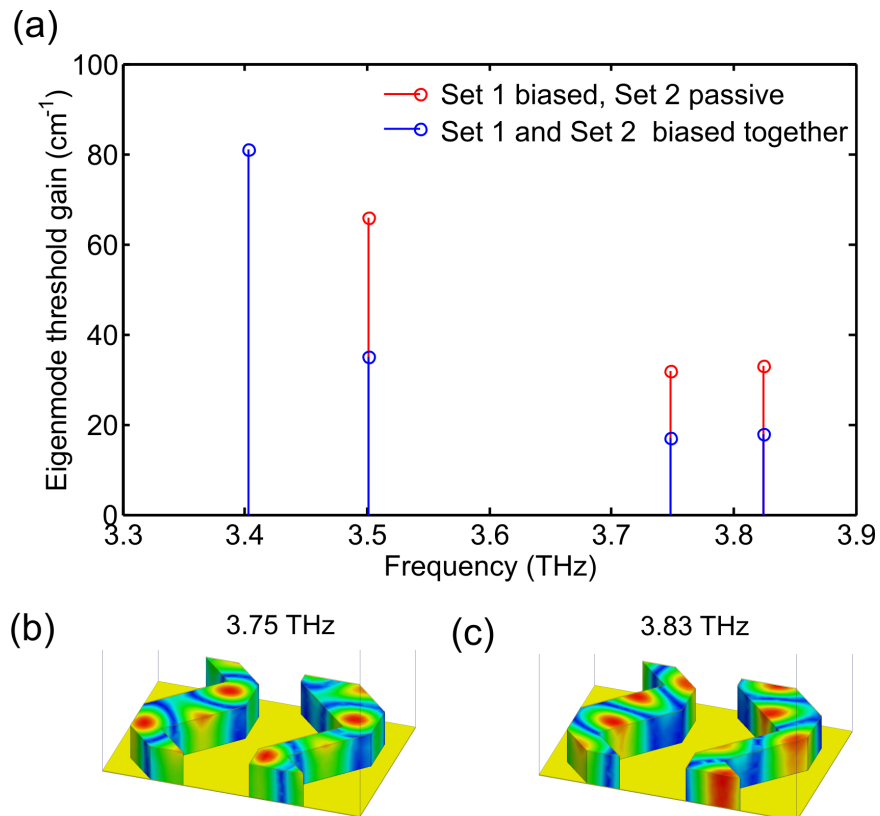 (a)
100
80
60
40
20
0
Eigenmode threshold gain (cm⁻¹)
Set 1 biased, Set 2 passive
Set 1 and Set 2 biased together
3.3 3.4 3.5 3.6 3.7 3.8 3.9
Frequency (THz)
(b) 3.75 THz
(c) 3.83 THz